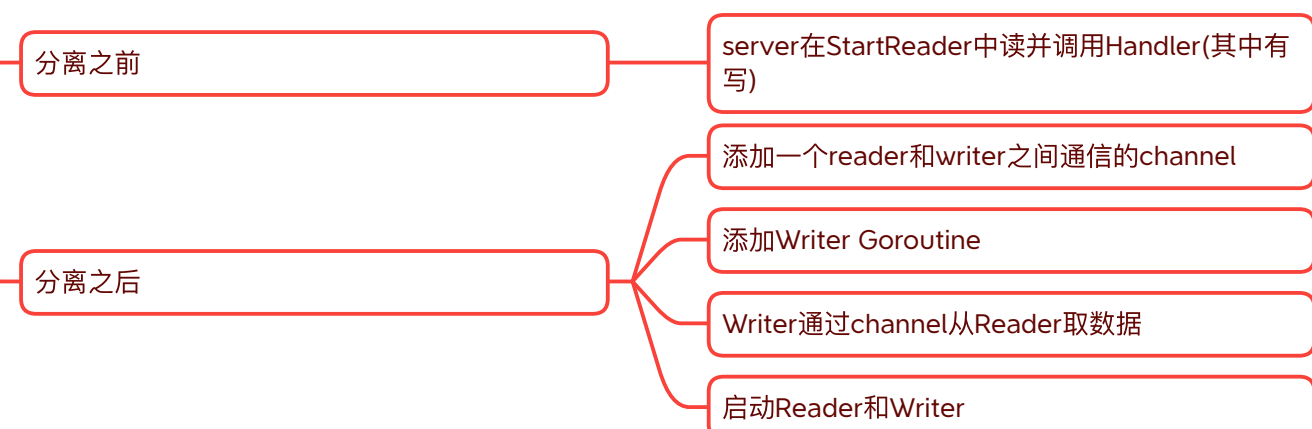 分离之前
server在StartReader中读并调用Handler(其中有
写)
分离之后
添加一个reader和writer之间通信的channel
添加Writer Goroutine
Writer通过channel从Reader取数据
启动Reader和Writer